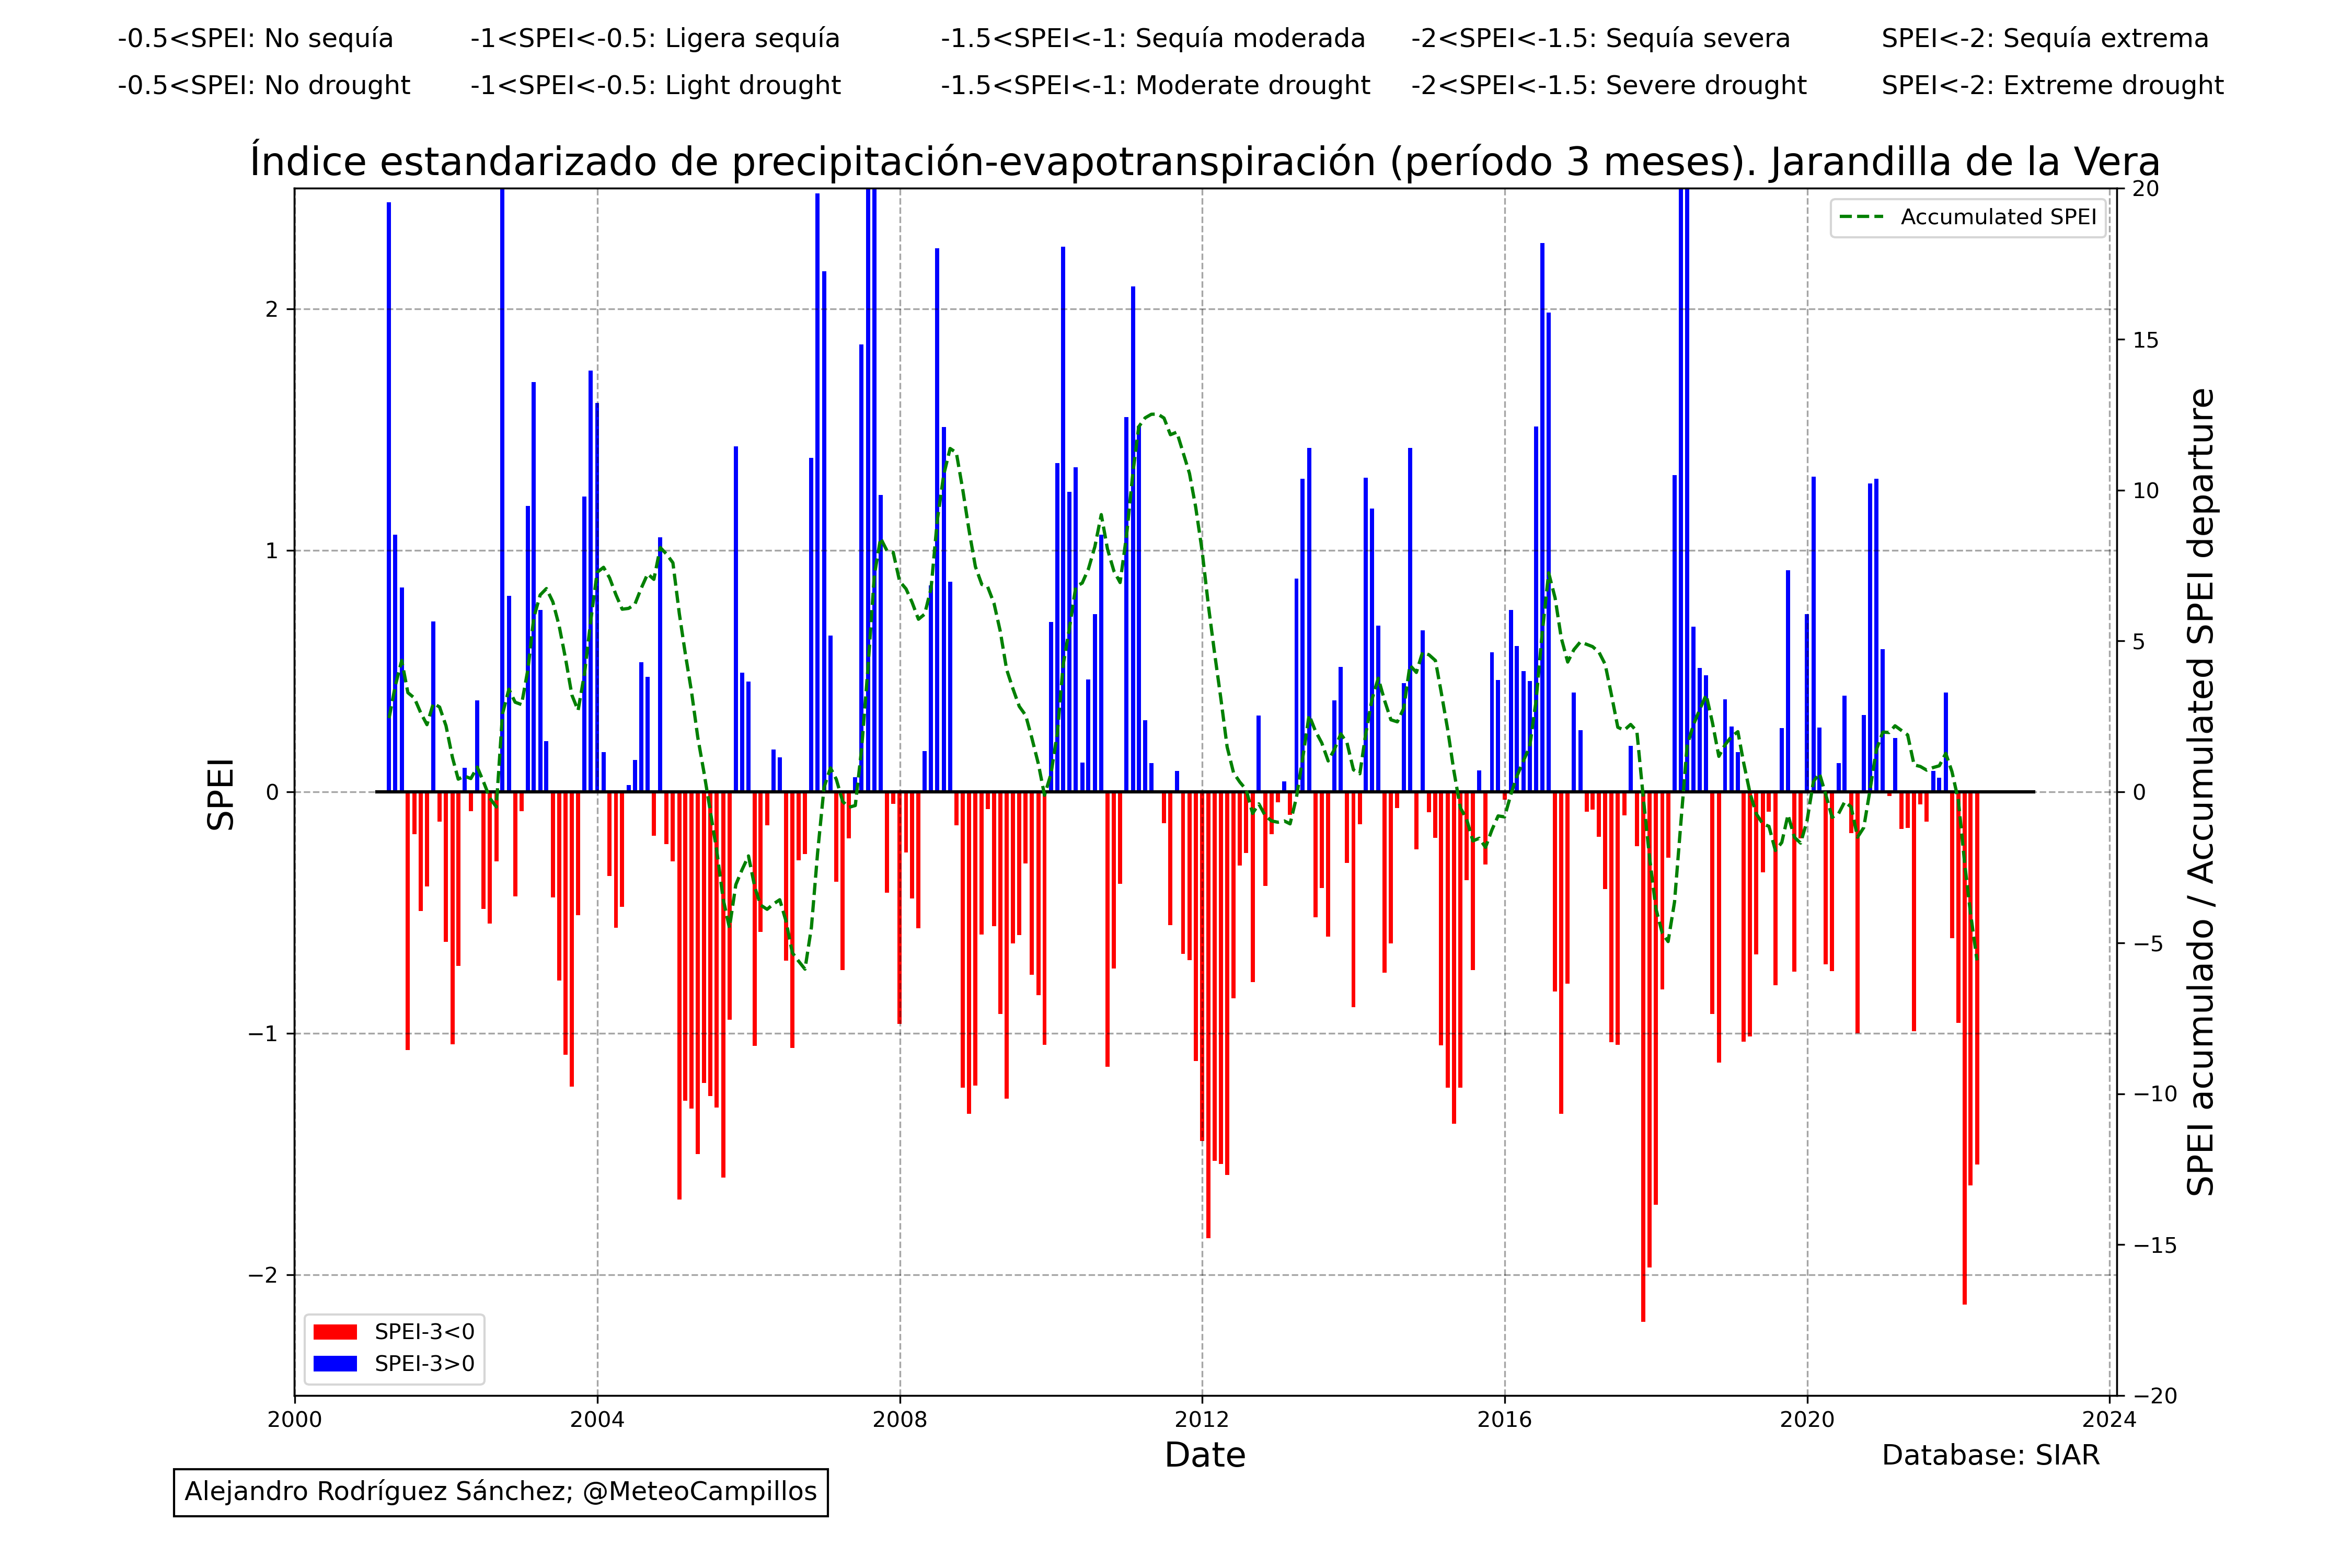 -0.5<SPEI: No sequía -1<SPEI<-0.5: Ligera sequía -1.5<SPEI<-1: Sequía moderada -2<SPEI<-1.5: Sequía severa SPEI<-2: Sequía extrema
-0.5<SPEI: No drought -1<SPEI<-0.5: Light drought -1.5<SPEI<-1: Moderate drought -2<SPEI<-1.5: Severe drought SPEI<-2: Extreme drought
Índice estandarizado de precipitación-evapotranspiración (período 3 meses). Jarandilla de la Vera
Accumulated SPEI
SPEI
2
1
0
−1
−2
20
15
10
5
0
−5
−10
−15
−20
SPEI acumulado / Accumulated SPEI departure
SPEI-3<0
SPEI-3>0
2000 2004 2008 2012 2016 2020 2024
Date
Database: SIAR
Alejandro Rodríguez Sánchez; @MeteoCampillos